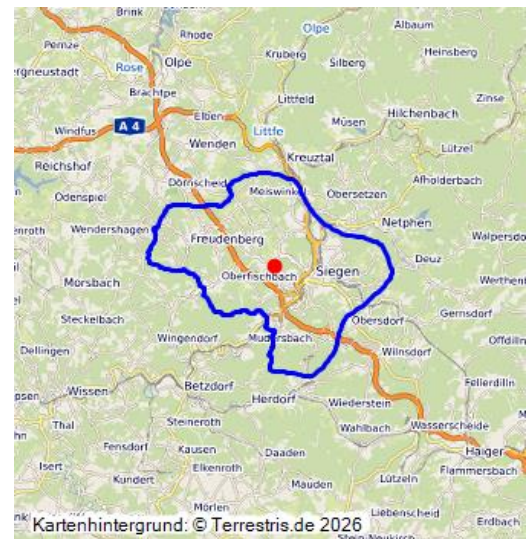 Brink
Rhode
Olpe
Albaum
Pernze
Olpe
Kruberg
Heinsberg
ergneustadt
Rose
Silberg
Brachtpe
Zinse
Littfeld
Elben
Müsen
Hilchenbach
A 4
Windfus
Littfe
Wenden
Lützel
Kreuztal
Reichshof
Afholderbach
Dörnscheid
Meiswinkel
Obersetzen
Odenspiel
Netphen
enroth
Wendershagen
Walpersdo
Freudenberg
Deuz
Siegen
Oberfischbach
Werthenb
Morsbach
Gernsdorf
Steckelbach
Obersdorf
Offdilln
Wingendorf
Mudersbach
Wilnsdorf
Dellingen
Betzdorf
Fellerdilln
Wissen
Herdorf
Wiederstein
psen
Thal
Steineroth
Wasserscheide
Wahlbach
Fensdorf
Kausen
Daaden
Haiger
Isert
Elkenroth
Flammersbach
Kundert
Mauden
Lützeln
Mörlen
Liebenscheid
Erdbach
Kartenhintergrund: © Terrestris.de 2026